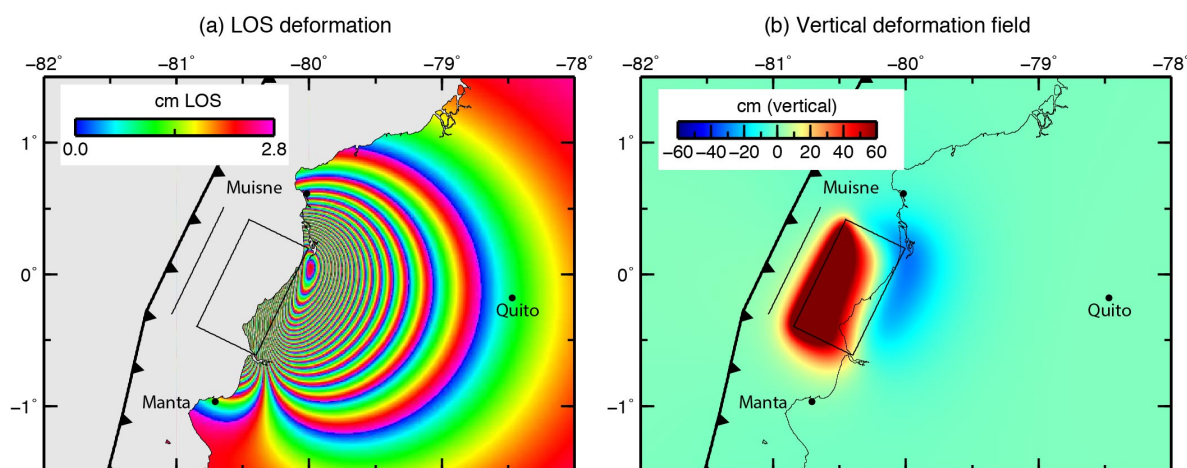 (a) LOS deformation
(b) Vertical deformation field
−82° −81° −80° −79° −78°
−82° −81° −80° −79° −78°
cm LOS
0.0 2.8
cm (vertical)
−60 −40 −20 0 20 40 60
1°
1°
Muisne
Muisne
0°
0°
Quito
Quito
Manta
Manta
−1°
−1°